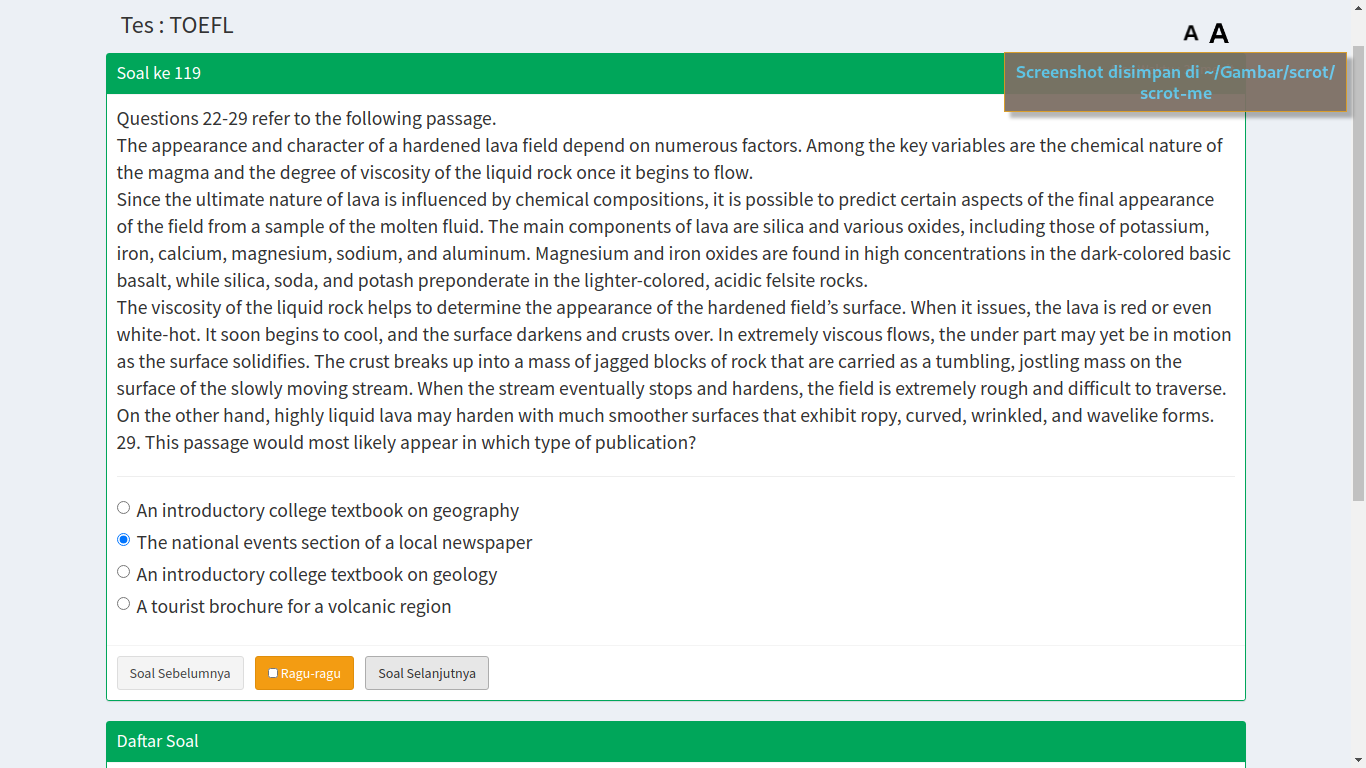 Tes : TOEFL
A A
Soal ke 119
Screenshot disimpan di ~/Gambar/scrot/
scrot-me
Questions 22-29 refer to the following passage.
The appearance and character of a hardened lava field depend on numerous factors. Among the key variables are the chemical nature of
the magma and the degree of viscosity of the liquid rock once it begins to flow.
Since the ultimate nature of lava is influenced by chemical compositions, it is possible to predict certain aspects of the final appearance
of the field from a sample of the molten fluid. The main components of lava are silica and various oxides, including those of potassium,
iron, calcium, magnesium, sodium, and aluminum. Magnesium and iron oxides are found in high concentrations in the dark-colored basic
basalt, while silica, soda, and potash preponderate in the lighter-colored, acidic felsite rocks.
The viscosity of the liquid rock helps to determine the appearance of the hardened field’s surface. When it issues, the lava is red or even
white-hot. It soon begins to cool, and the surface darkens and crusts over. In extremely viscous flows, the under part may yet be in motion
as the surface solidifies. The crust breaks up into a mass of jagged blocks of rock that are carried as a tumbling, jostling mass on the
surface of the slowly moving stream. When the stream eventually stops and hardens, the field is extremely rough and difficult to traverse.
On the other hand, highly liquid lava may harden with much smoother surfaces that exhibit ropy, curved, wrinkled, and wavelike forms.
29. This passage would most likely appear in which type of publication?
An introductory college textbook on geography
The national events section of a local newspaper
An introductory college textbook on geology
A tourist brochure for a volcanic region
Soal Sebelumnya Ragu-ragu Soal Selanjutnya
Daftar Soal